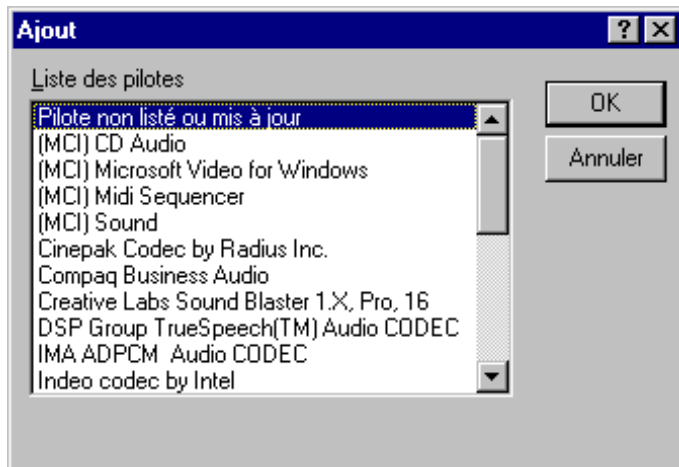 Ajout
Liste des pilotes
Pilote non listé ou mis à jour
(MCI) CD Audio
(MCI) Microsoft Video for Windows
(MCI) Midi Sequencer
(MCI) Sound
Cinepak Codec by Radius Inc.
Compaq Business Audio
Creative Labs Sound Blaster 1.X, Pro, 16
DSP Group TrueSpeech(TM) Audio CODEC
IMA ADPCM  Audio CODEC
Indeo codec by Intel
OK
Annuler